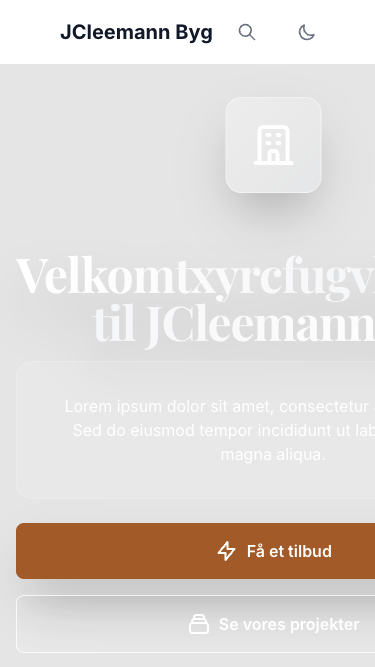 JCleemann Byg
Velkomtxyrcfugv
til JCleemann
Lorem ipsum dolor sit amet, consectetur
Sed do eiusmod tempor incididunt ut lab
magna aliqua.
Få et tilbud
Se vores projekter